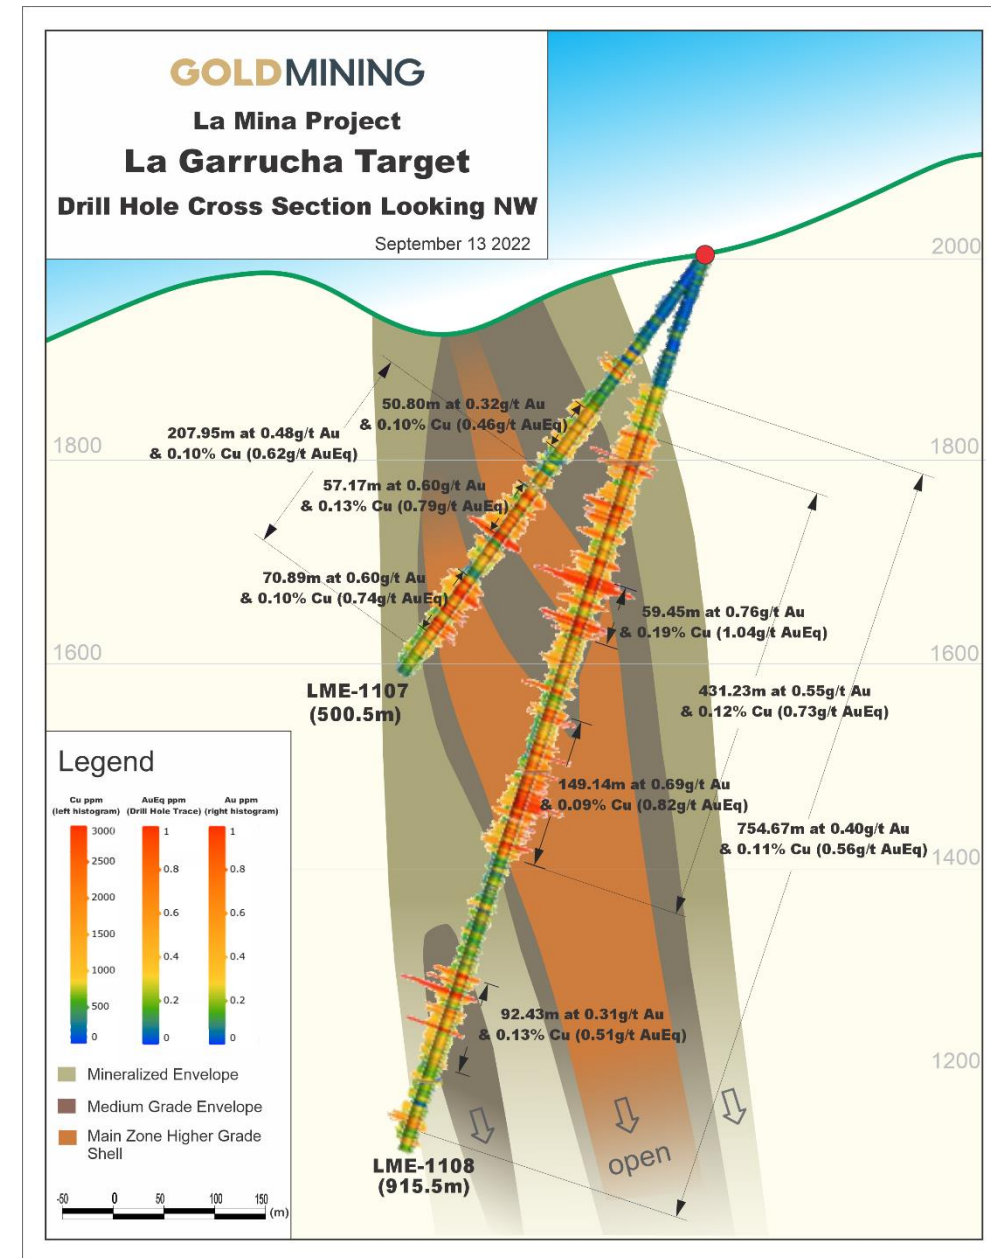 GOLDMINING
La Mina Project
La Garrucha Target
Drill Hole Cross Section Looking NW
September 13 2022
2000
1800
1800
1600
1600
1400
1200
50.80m at 0.32g/t Au
& 0.10% Cu (0.46g/t AuEq)
207.95m at 0.48g/t Au
& 0.10% Cu (0.62g/t AuEq)
57.17m at 0.60g/t Au
& 0.13% Cu (0.79g/t AuEq)
70.89m at 0.60g/t Au
& 0.10% Cu (0.74g/t AuEq)
59.45m at 0.76g/t Au
& 0.19% Cu (1.04g/t AuEq)
LME-1107
(500.5m)
431.23m at 0.55g/t Au
& 0.12% Cu (0.73g/t AuEq)
149.14m at 0.69g/t Au
& 0.09% Cu (0.82g/t AuEq)
754.67m at 0.40g/t Au
& 0.11% Cu (0.56g/t AuEq)
92.43m at 0.31g/t Au
& 0.13% Cu (0.51g/t AuEq)
open
LME-1108
(915.5m)
Legend
Cu ppm
(left histogram)
3000
2500
2000
1500
1000
500
0
AuEq ppm
(Drill Hole Trace)
1
0.8
0.6
0.4
0.2
0
Au ppm
(right histogram)
1
0.8
0.6
0.4
0.2
0
Mineralized Envelope
Medium Grade Envelope
Main Zone Higher Grade
Shell
-50 0 50 100 150
(m)